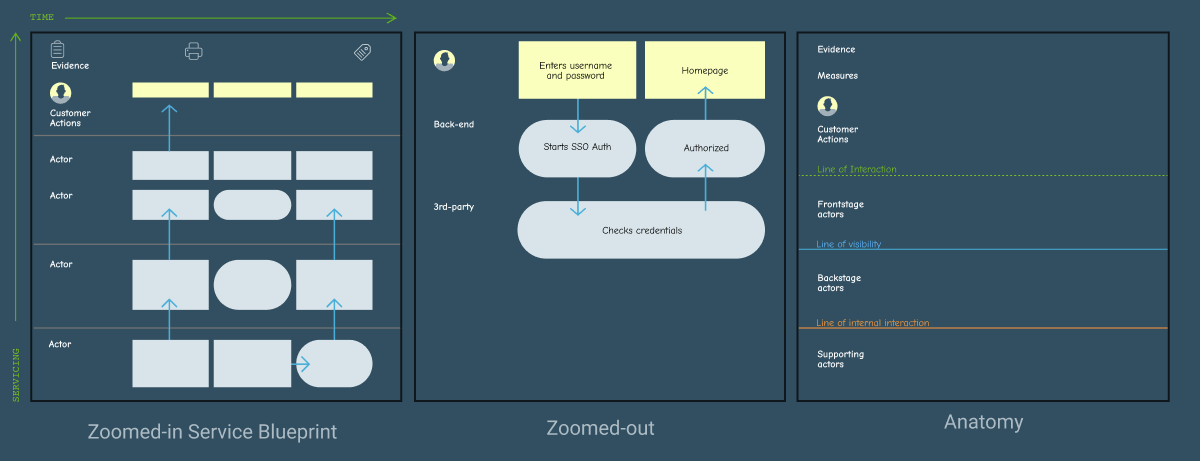 TIME
SERVICING
Evidence
Customer
Actions
Actor
Actor
Actor
Actor
Zoomed-in Service Blueprint
Enters username
and password
Homepage
Back-end
Starts SSO Auth
Authorized
3rd-party
Checks credentials
Zoomed-out
Evidence
Measures
Customer
Actions
Line of Interaction
Frontstage
actors
Line of visibility
Backstage
actors
Line of internal interaction
Supporting
actors
Anatomy